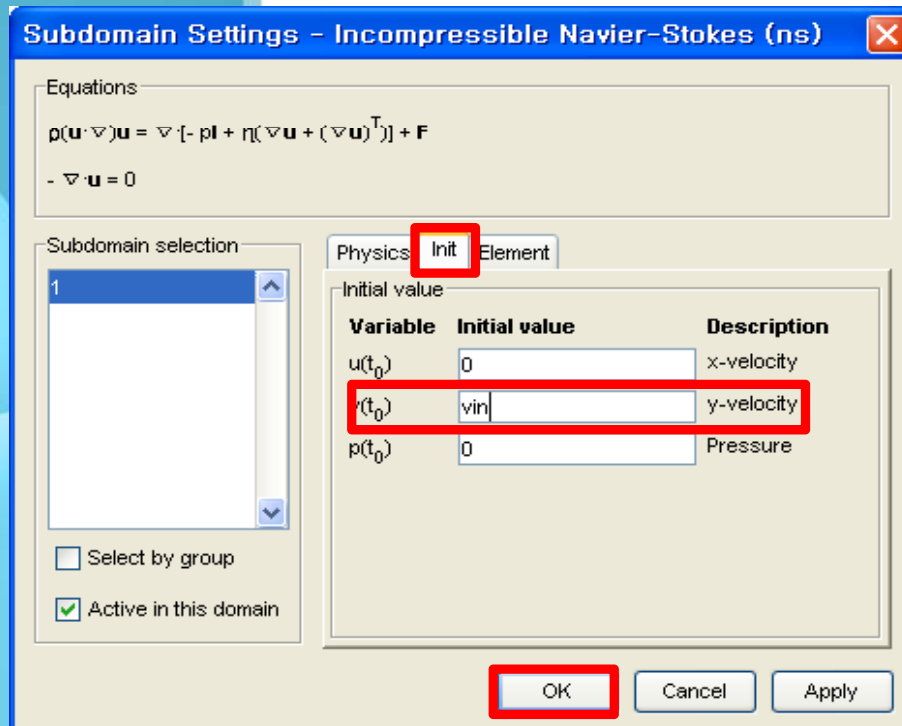 Subdomain Settings - Incompressible Navier-Stokes (ns)
Equations
ρ(u·∇)u = ∇·[- pI + η(∇u + (∇u)ᵀ)] + F
- ∇·u = 0
Subdomain selection
1
Select by group
Active in this domain
Physics Init Element
Initial value
Variable Initial value Description
u(t₀) 0 x-velocity
v(t₀) vin y-velocity
p(t₀) 0 Pressure
OK Cancel Apply